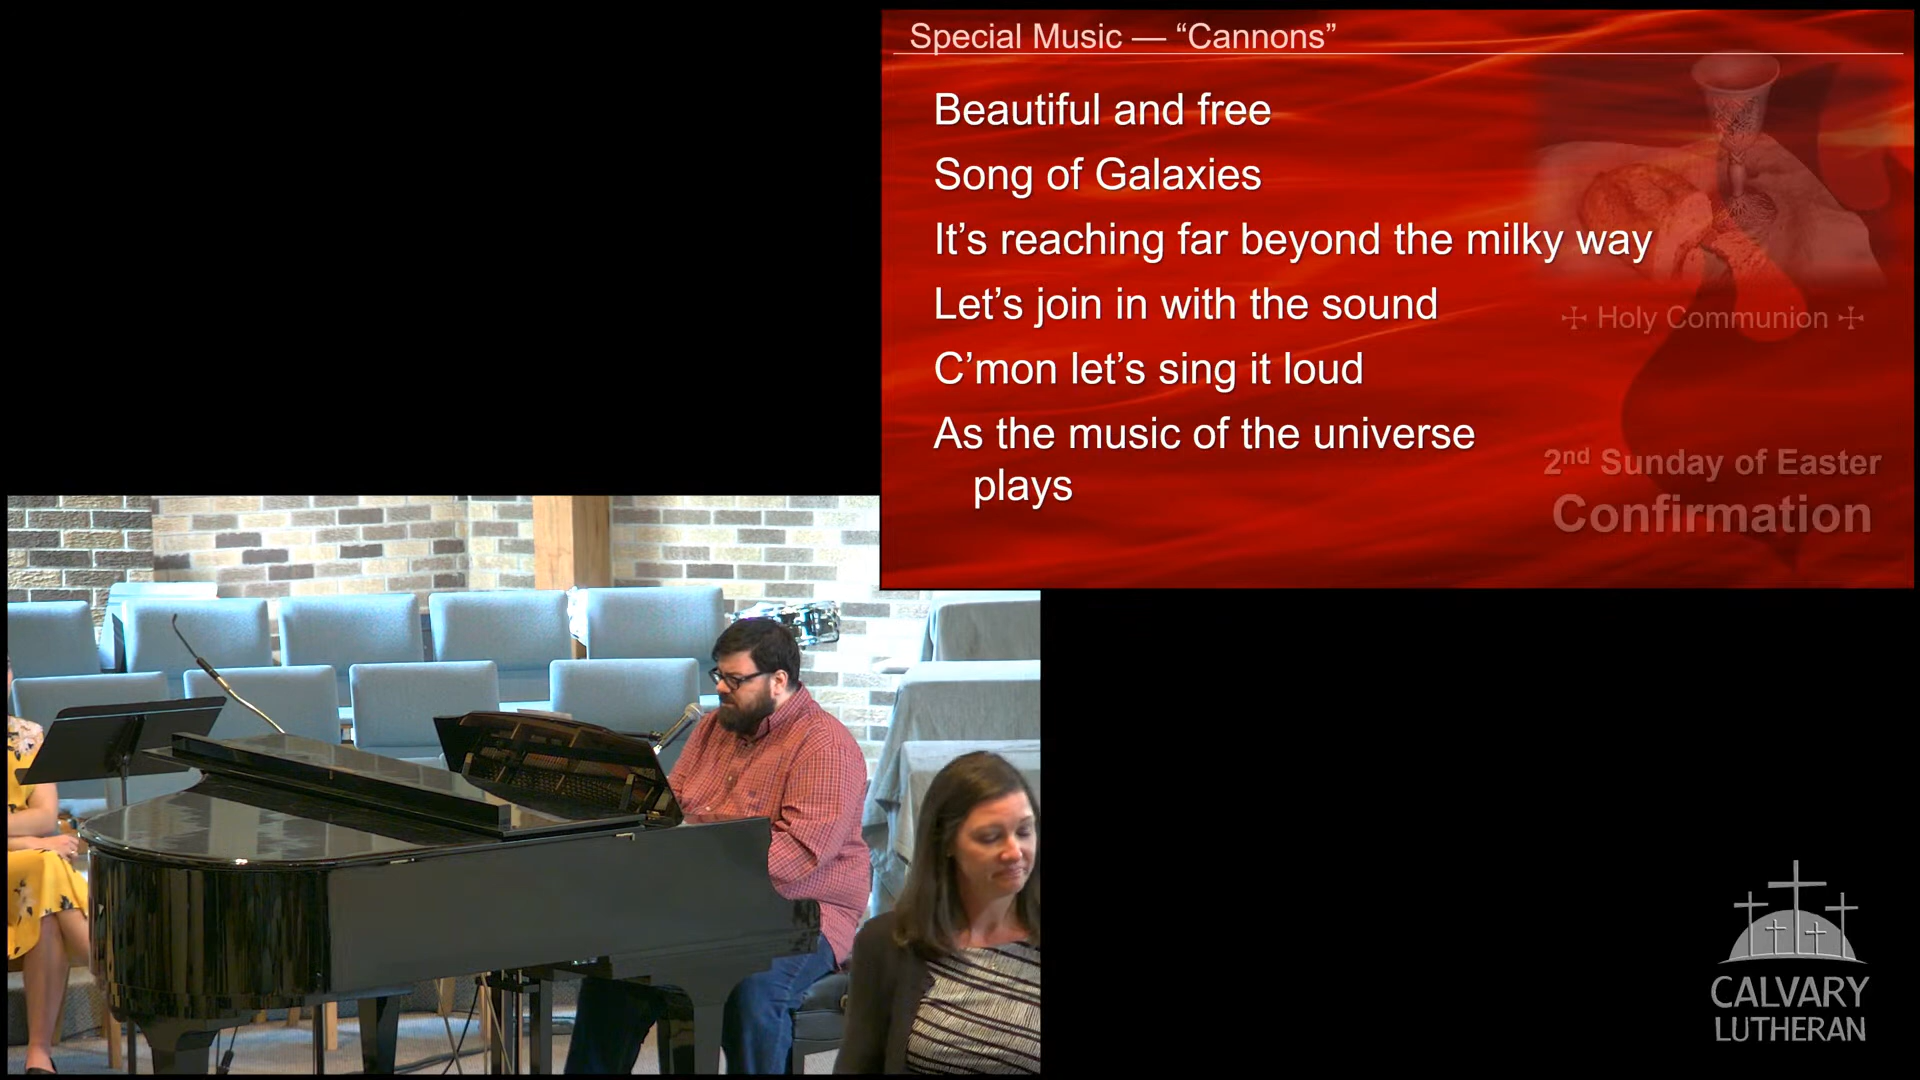 Special Music — “Cannons”
Beautiful and free
Song of Galaxies
It’s reaching far beyond the milky way
Let’s join in with the sound
C’mon let’s sing it loud
As the music of the universe
plays
Holy Communion
2nd Sunday of Easter
Confirmation
CALVARY
LUTHERAN